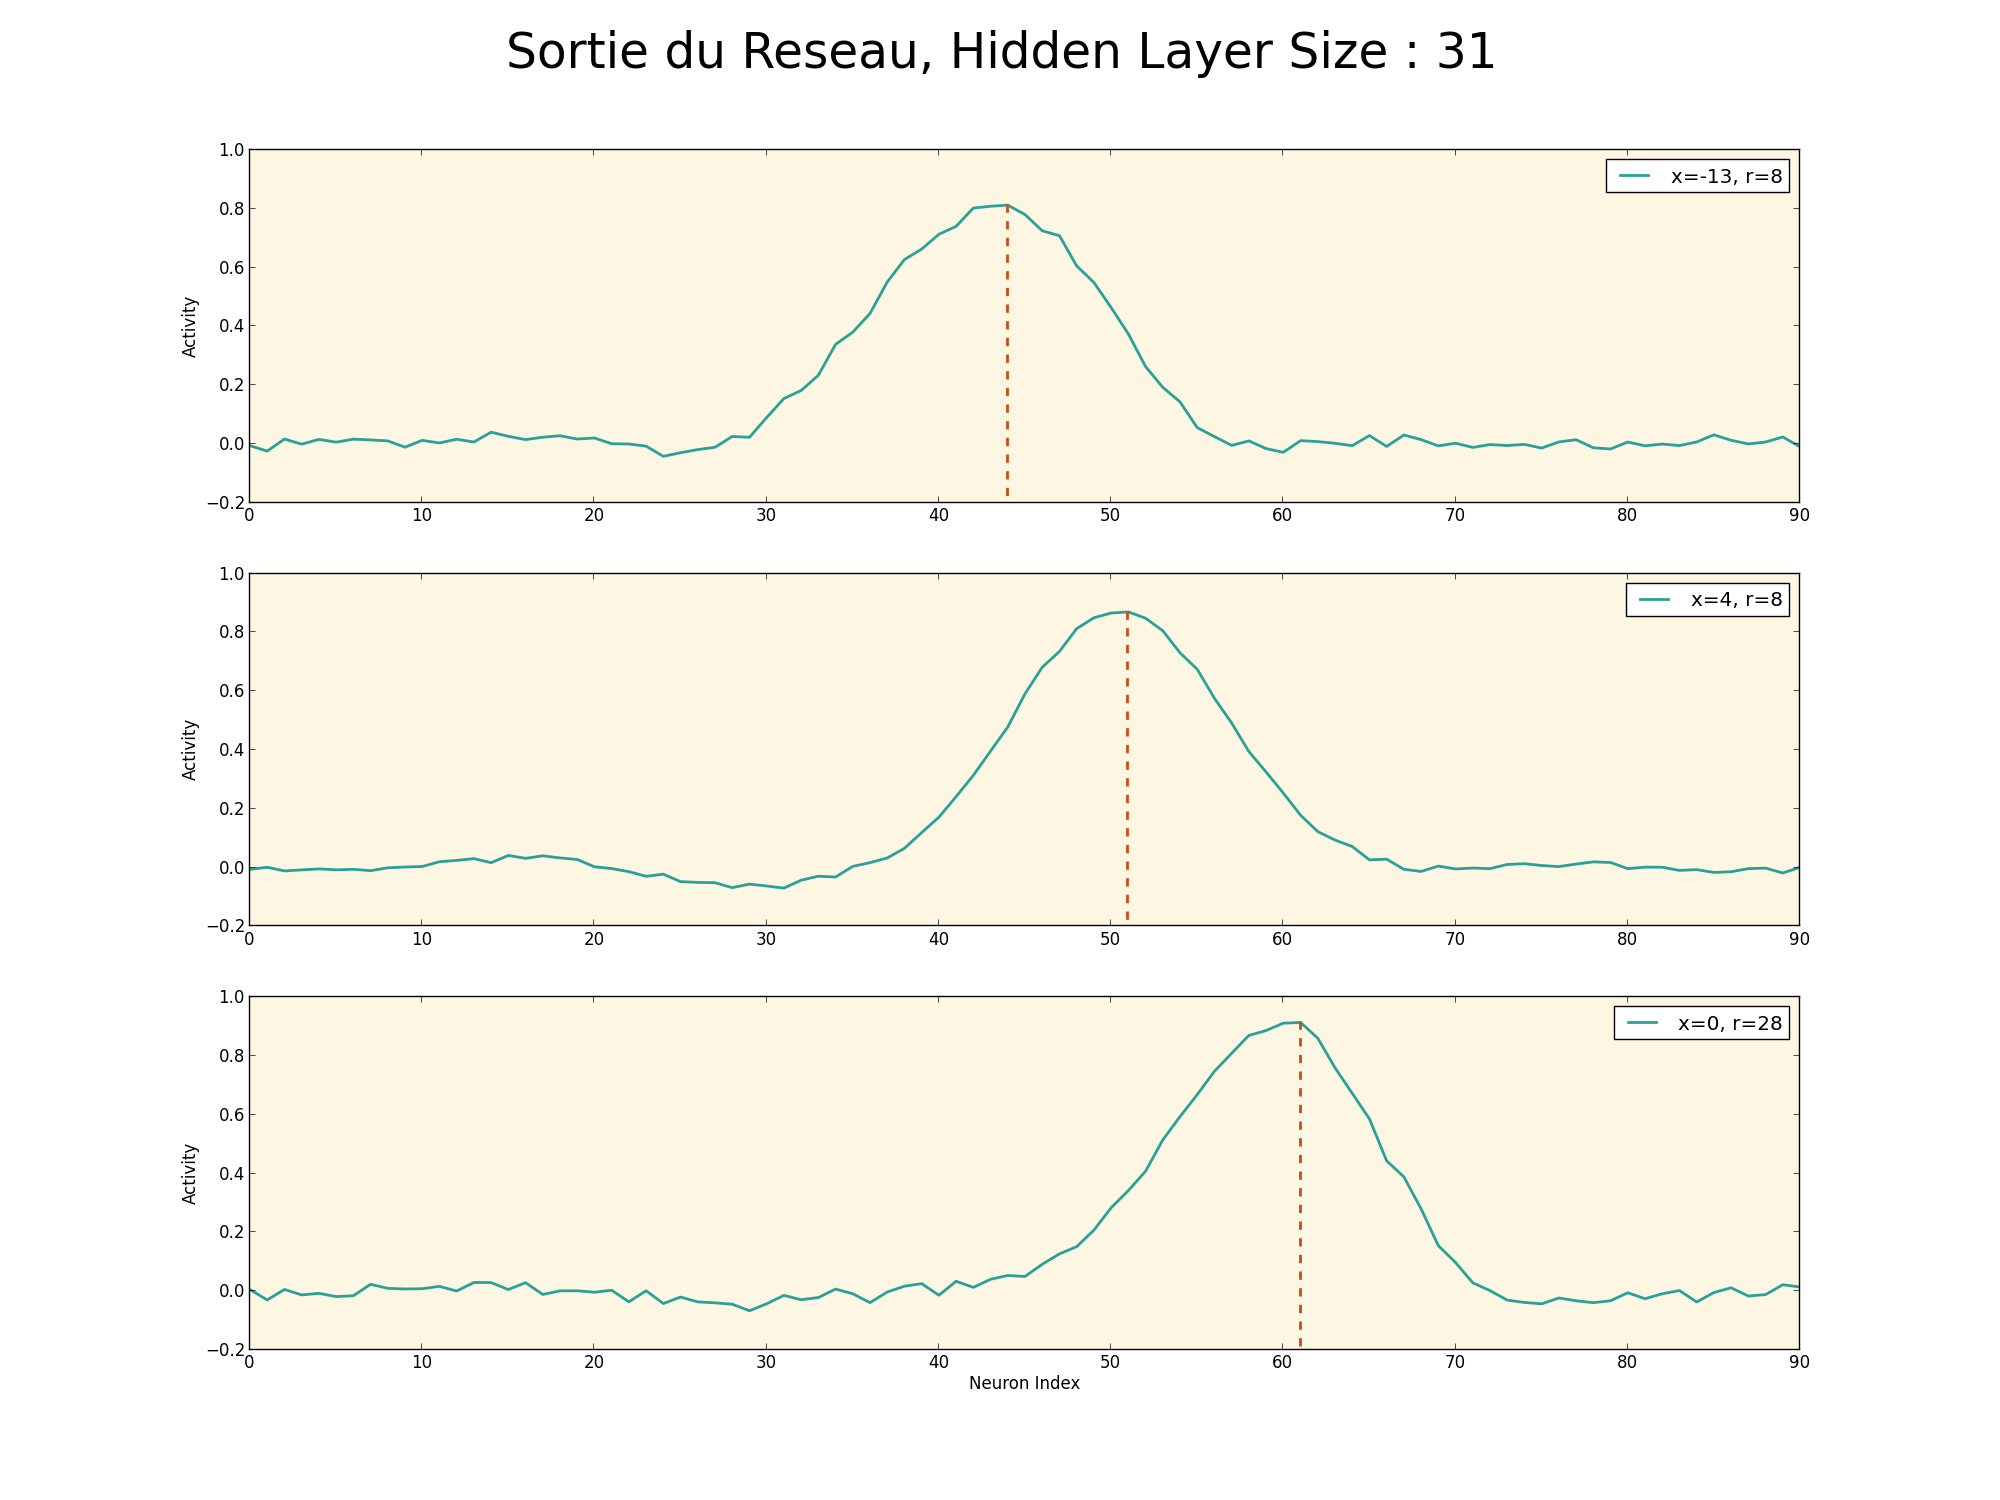 Sortie du Reseau, Hidden Layer Size : 31
1.0
0.8
0.6
0.4
0.2
0.0
−0.2
Activity
x=-13, r=8
0 10 20 30 40 50 60 70 80 90
1.0
0.8
0.6
0.4
0.2
0.0
−0.2
Activity
x=4, r=8
0 10 20 30 40 50 60 70 80 90
1.0
0.8
0.6
0.4
0.2
0.0
−0.2
Activity
x=0, r=28
0 10 20 30 40 50 60 70 80 90
Neuron Index